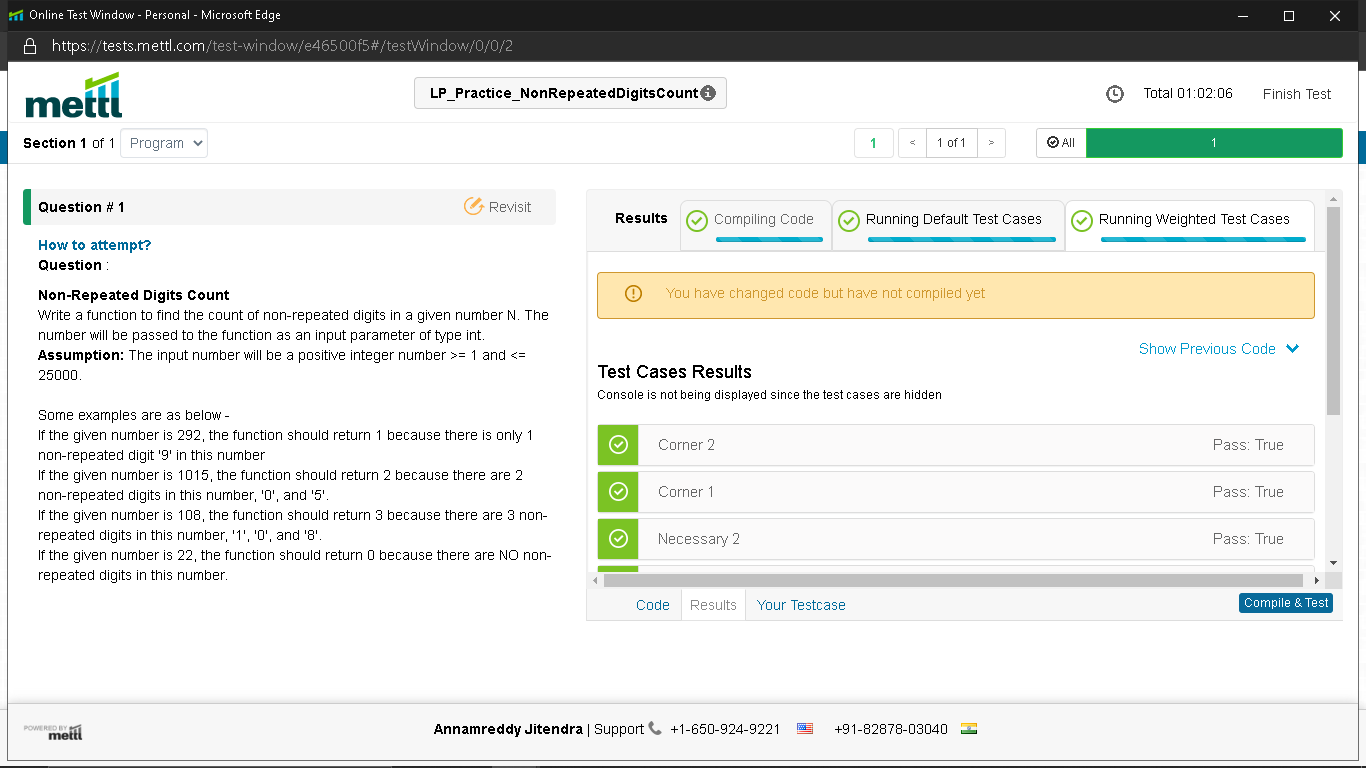 Online Test Window - Personal - Microsoft Edge
https://tests.mettl.com/test-window/e46500f5#/testWindow/0/0/2
mettl
LP_Practice_NonRepeatedDigitsCount
Total 01:02:06
Finish Test
Section 1 of 1
Program
1
<
1 of 1
>
All
1
Question # 1
Revisit
How to attempt?
Question :
Non-Repeated Digits Count
Write a function to find the count of non-repeated digits in a given number N. The
number will be passed to the function as an input parameter of type int.
Assumption: The input number will be a positive integer number >= 1 and <=
25000.
Some examples are as below -
If the given number is 292, the function should return 1 because there is only 1
non-repeated digit '9' in this number
If the given number is 1015, the function should return 2 because there are 2
non-repeated digits in this number, '0', and '5'.
If the given number is 108, the function should return 3 because there are 3 non-
repeated digits in this number, '1', '0', and '8'.
If the given number is 22, the function should return 0 because there are NO non-
repeated digits in this number.
Results
Compiling Code
Running Default Test Cases
Running Weighted Test Cases
You have changed code but have not compiled yet
Show Previous Code
Test Cases Results
Console is not being displayed since the test cases are hidden
Corner 2
Pass: True
Corner 1
Pass: True
Necessary 2
Pass: True
Code
Results
Your Testcase
Compile & Test
POWERED BY
mettl
Annamreddy Jitendra | Support +1-650-924-9221 +91-82878-03040